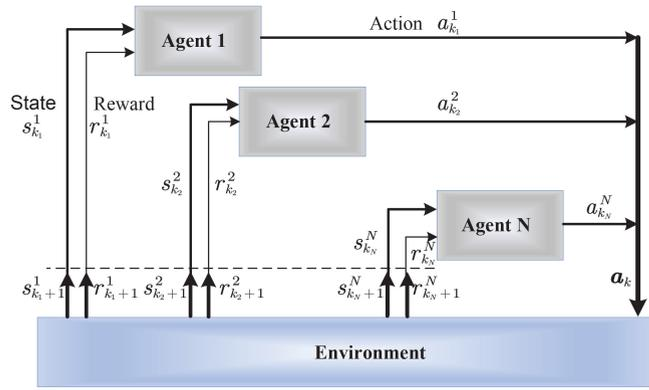 Agent 1
Action $a^1_{k_1}$
State
$s^1_{k_1}$
Reward
$r^1_{k_1}$
Agent 2
$a^2_{k_2}$
$s^2_{k_2}$
$r^2_{k_2}$
Agent N
$a^N_{k_N}$
$s^N_{k_N}$
$r^N_{k_N}$
$s^1_{k_1+1}$
$r^1_{k_1+1}$
$s^2_{k_2+1}$
$r^2_{k_2+1}$
$s^N_{k_N+1}$
$r^N_{k_N+1}$
$\boldsymbol{a}_k$
Environment